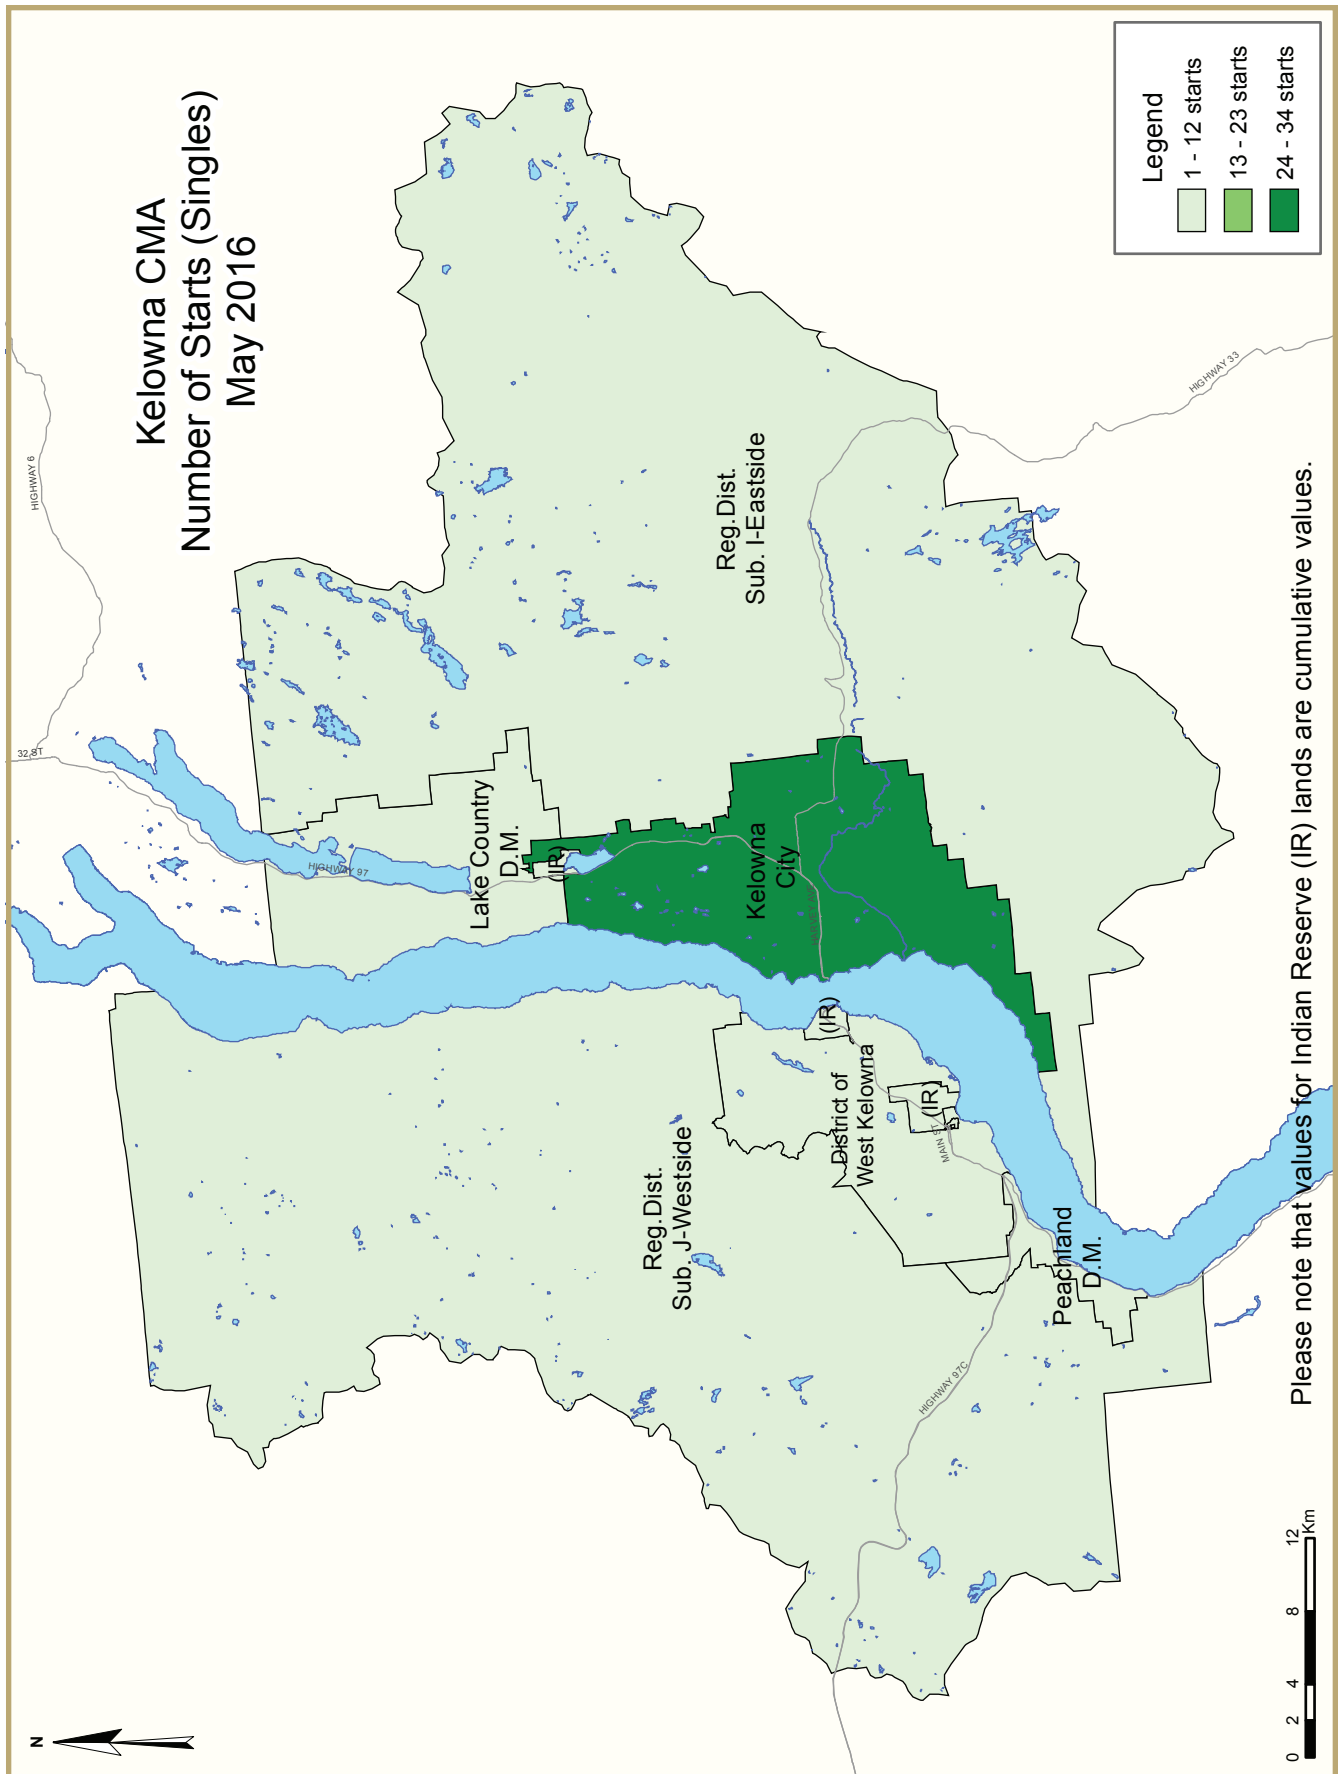 Kelowna CMA
Number of Starts (Singles)
May 2016
Legend
1 - 12 starts
13 - 23 starts
24 - 34 starts
N
HIGHWAY 6
32 ST
HIGHWAY 97
Lake Country
D.M.
(IR)
Reg.Dist.
Sub. I-Eastside
HIGHWAY 33
Kelowna
City
(IR)
District of
West Kelowna
(IR)
MAIN ST
Reg.Dist.
Sub. J-Westside
Peachland
D.M.
HIGHWAY 97C
0 2 4 8 12
Km
Please note that values for Indian Reserve (IR) lands are cumulative values.